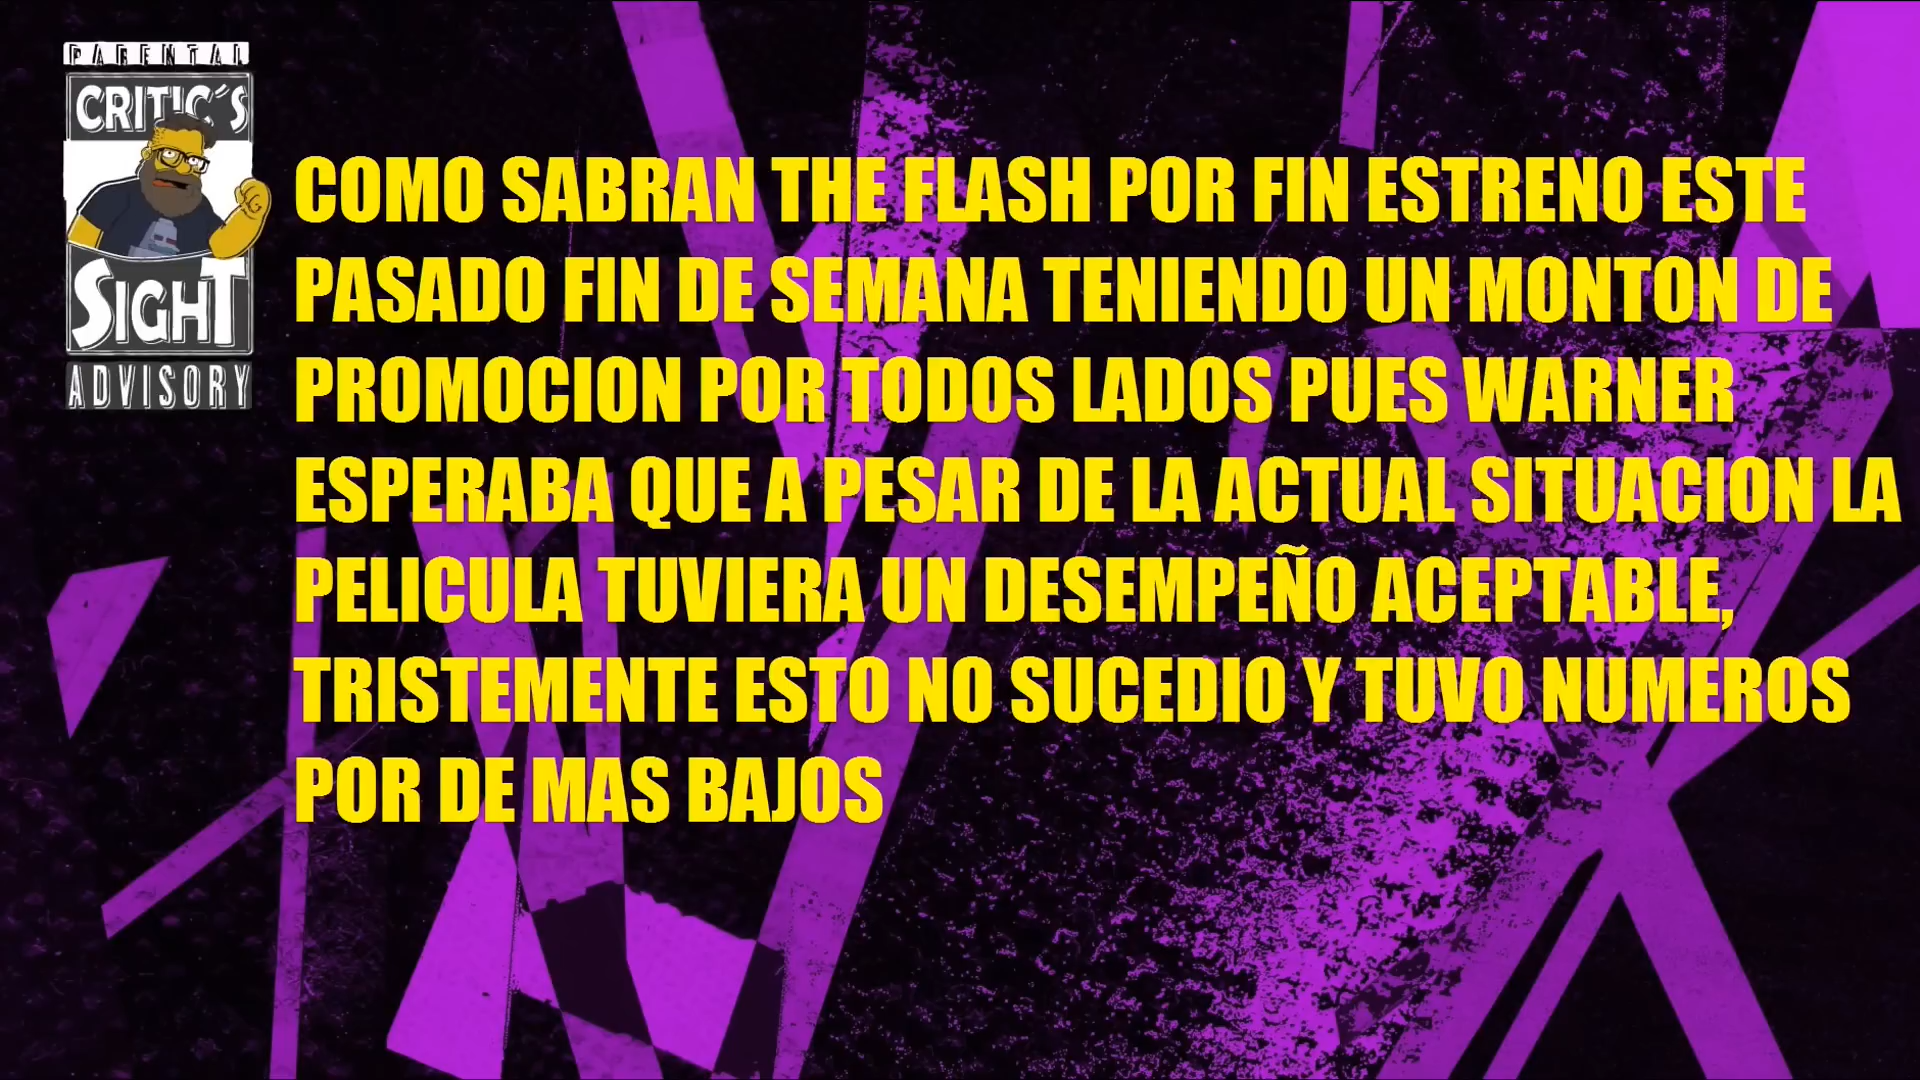 PARENTAL
CRITIC´S
SIGHT
ADVISORY
COMO SABRAN THE FLASH POR FIN ESTRENO ESTE
PASADO FIN DE SEMANA TENIENDO UN MONTON DE
PROMOCION POR TODOS LADOS PUES WARNER
ESPERABA QUE A PESAR DE LA ACTUAL SITUACION LA
PELICULA TUVIERA UN DESEMPEÑO ACEPTABLE,
TRISTEMENTE ESTO NO SUCEDIO Y TUVO NUMEROS
POR DE MAS BAJOS